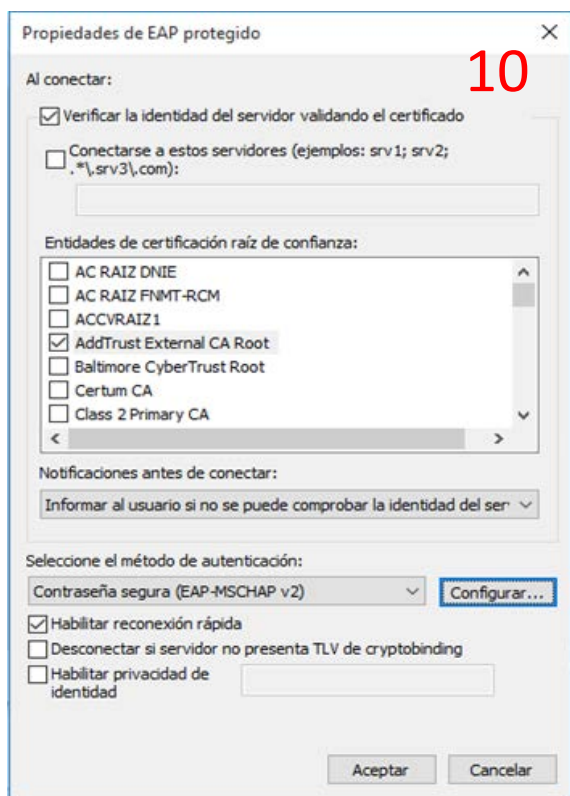 Propiedades de EAP protegido
10
Al conectar:
Verificar la identidad del servidor validando el certificado
Conectarse a estos servidores (ejemplos: srv1; srv2;
.*\.srv3\.com):
Entidades de certificación raíz de confianza:
AC RAIZ DNIE
AC RAIZ FNMT-RCM
ACCVRAIZ1
AddTrust External CA Root
Baltimore CyberTrust Root
Certum CA
Class 2 Primary CA
Notificaciones antes de conectar:
Informar al usuario si no se puede comprobar la identidad del ser
Seleccione el método de autenticación:
Contraseña segura (EAP-MSCHAP v2)
Configurar...
Habilitar reconexión rápida
Desconectar si servidor no presenta TLV de cryptobinding
Habilitar privacidad de
identidad
Aceptar
Cancelar